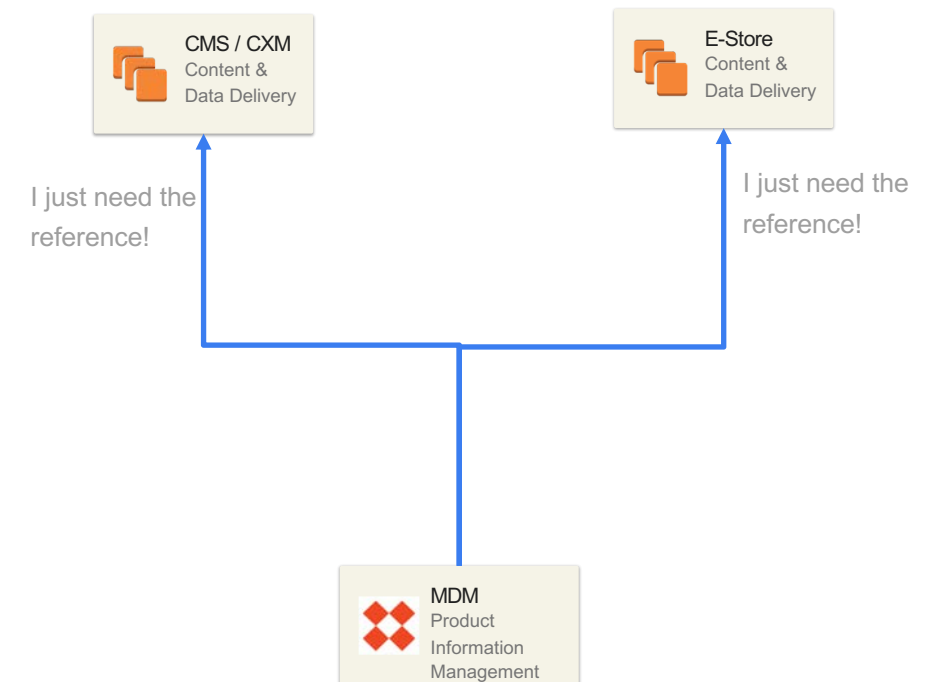 CMS / CXM
Content &
Data Delivery
E-Store
Content &
Data Delivery
I just need the
reference!
I just need the
reference!
MDM
Product
Information
Management